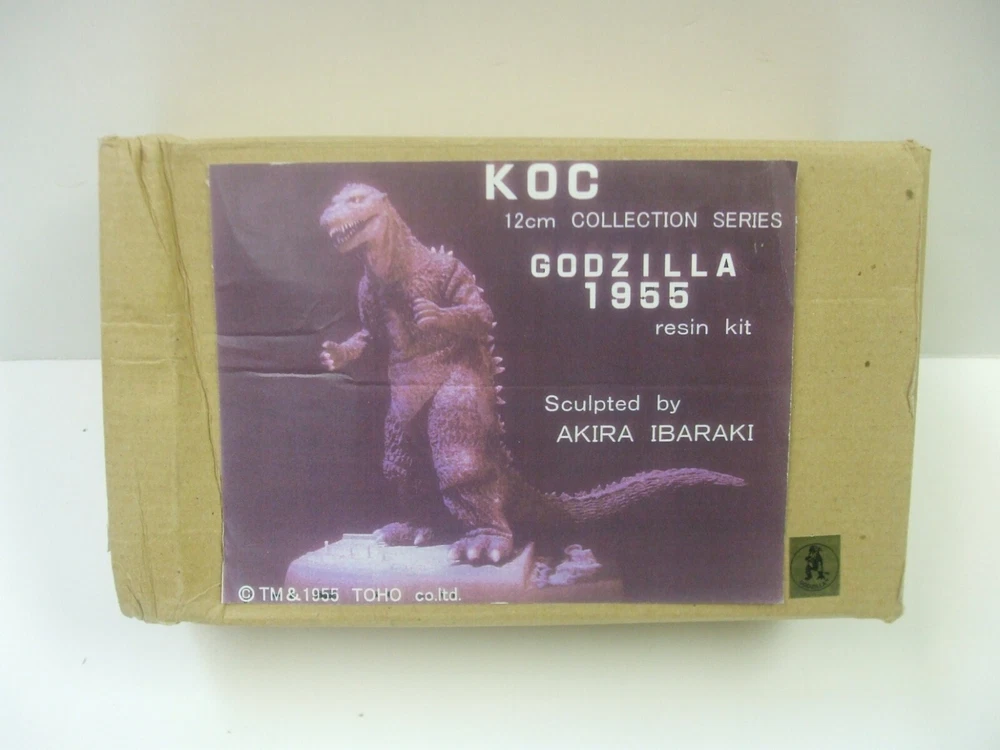 KOC
12cm COLLECTION SERIES
GODZILLA
1955
resin kit
Sculpted by
AKIRA IBARAKI
© TM & 1955 TOHO co.ltd.